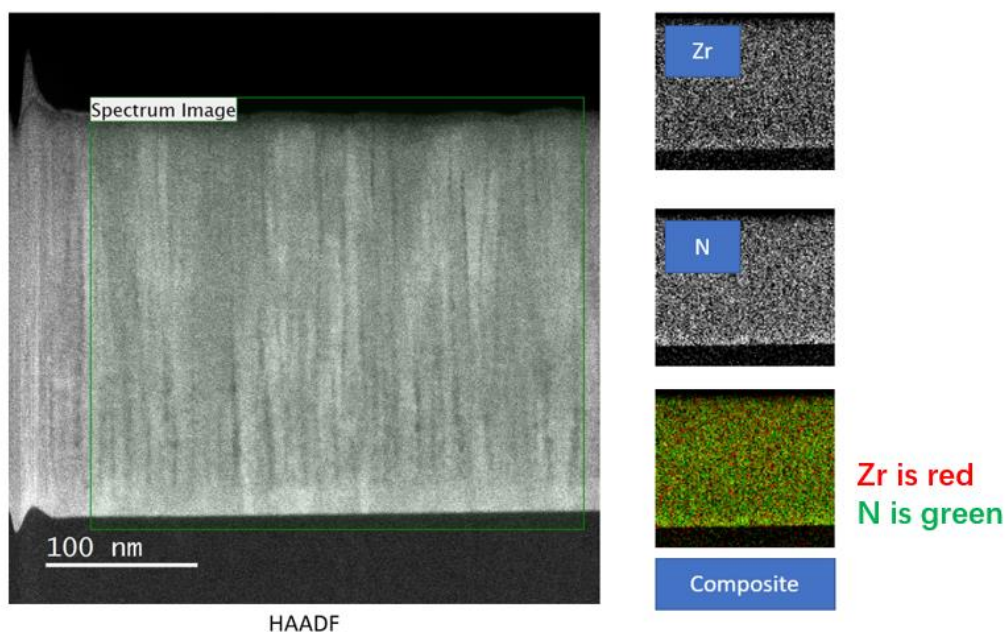 Spectrum Image
100 nm
HAADF
Zr
N
Zr is red
N is green
Composite